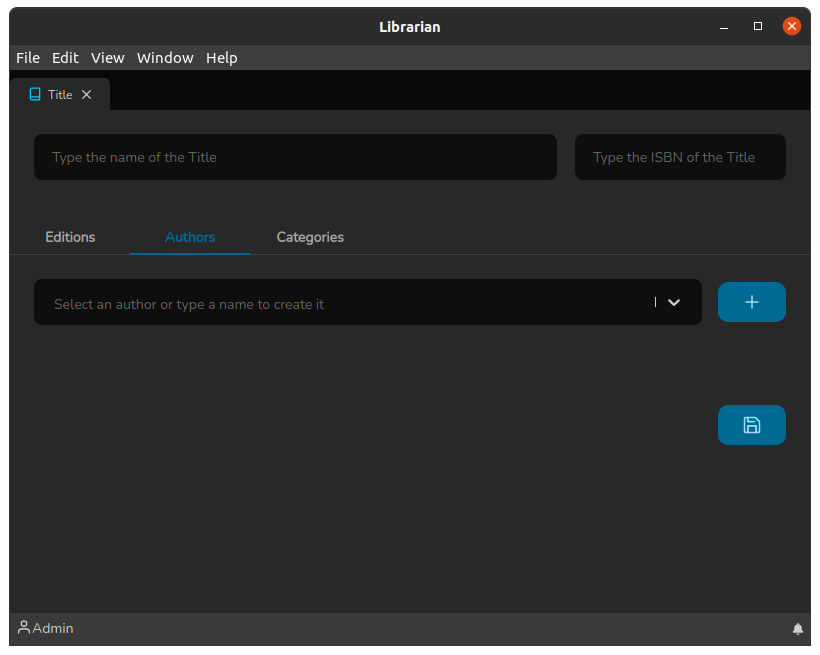 Librarian
File Edit View Window Help
Title
Type the name of the Title
Type the ISBN of the Title
Editions Authors Categories
Select an author or type a name to create it
Admin